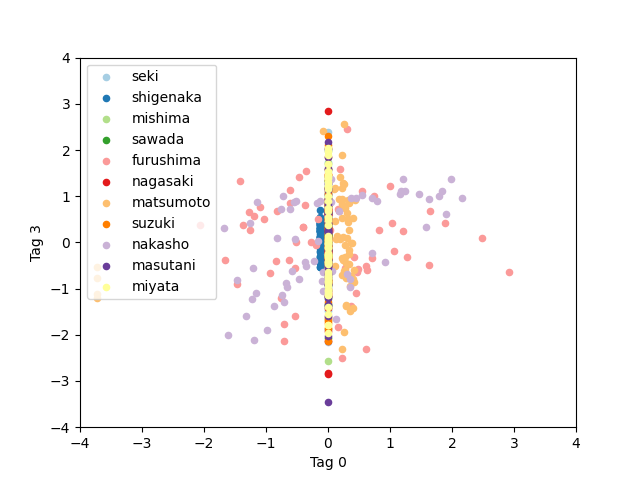 4
3
2
1
0
−1
−2
−3
−4
Tag 3
seki
shigenaka
mishima
sawada
furushima
nagasaki
matsumoto
suzuki
nakasho
masutani
miyata
−4 −3 −2 −1 0 1 2 3 4
Tag 0